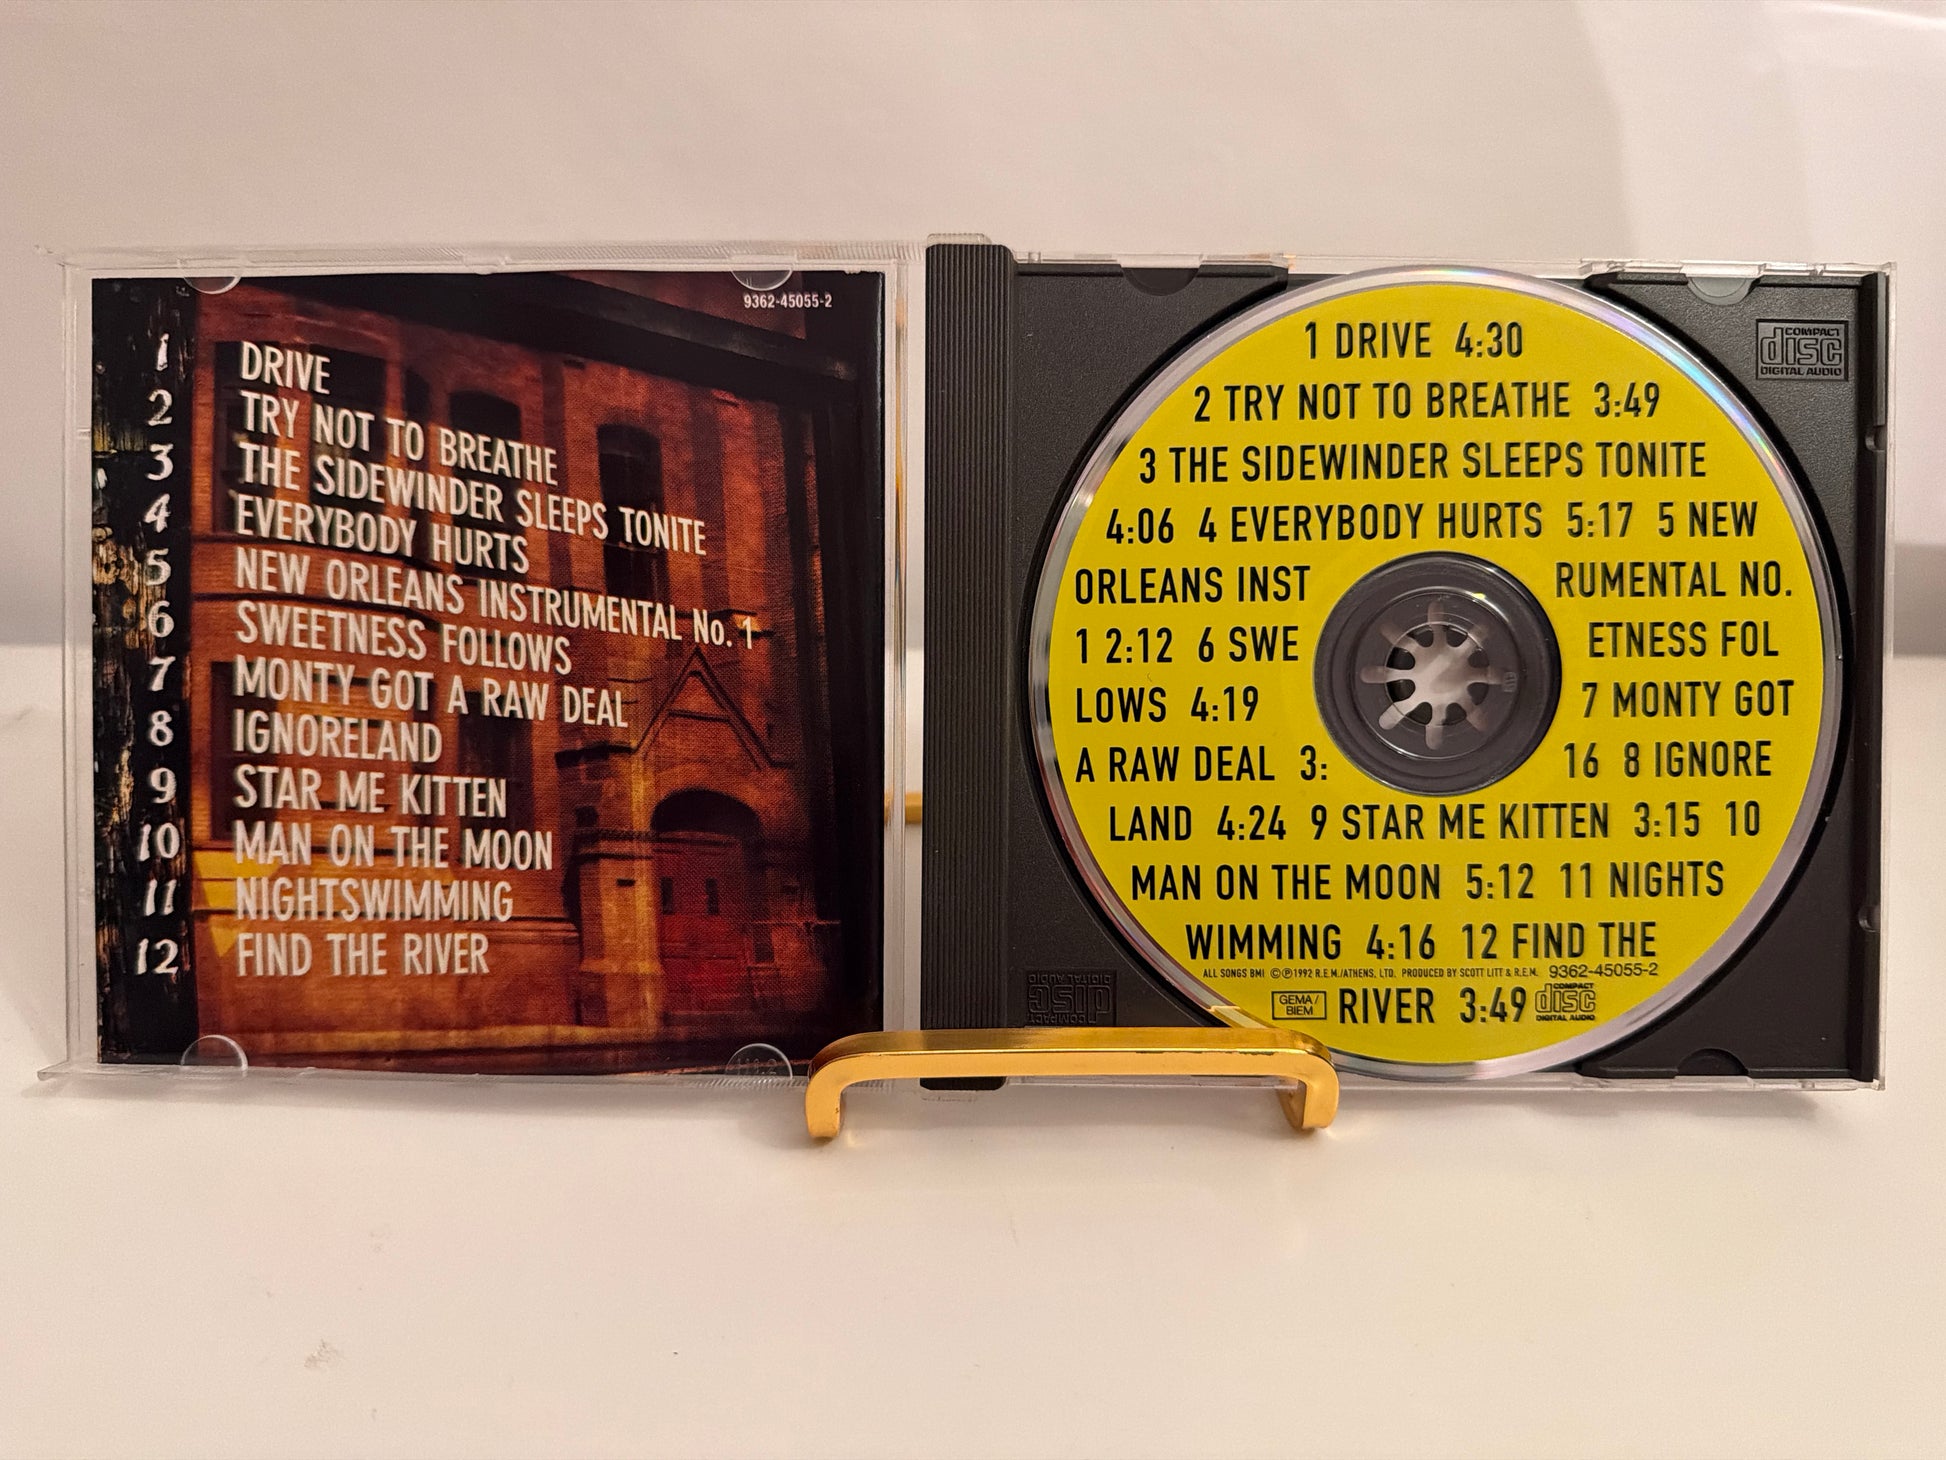 9362-45055-2
1 DRIVE
2 TRY NOT TO BREATHE
3 THE SIDEWINDER SLEEPS TONITE
4 EVERYBODY HURTS
5 NEW ORLEANS INSTRUMENTAL No. 1
6 SWEETNESS FOLLOWS
7 MONTY GOT A RAW DEAL
8 IGNORELAND
9 STAR ME KITTEN
10 MAN ON THE MOON
11 NIGHTSWIMMING
12 FIND THE RIVER
COMPACT
disc
DIGITAL AUDIO
1 DRIVE 4:30
2 TRY NOT TO BREATHE 3:49
3 THE SIDEWINDER SLEEPS TONITE
4:06 4 EVERYBODY HURTS 5:17 5 NEW
ORLEANS INST RUMENTAL NO.
1 2:12 6 SWE ETNESS FOL
LOWS 4:19 7 MONTY GOT
A RAW DEAL 3: 16 8 IGNORE
LAND 4:24 9 STAR ME KITTEN 3:15 10
MAN ON THE MOON 5:12 11 NIGHTS
WIMMING 4:16 12 FIND THE
ALL SONGS BMI ©℗1992 R.E.M./ATHENS, LTD. PRODUCED BY SCOTT LITT & R.E.M. 9362-45055-2
GEMA/
BIEM
RIVER 3:49
COMPACT
disc
DIGITAL AUDIO
COMPACT
disc
DIGITAL AUDIO